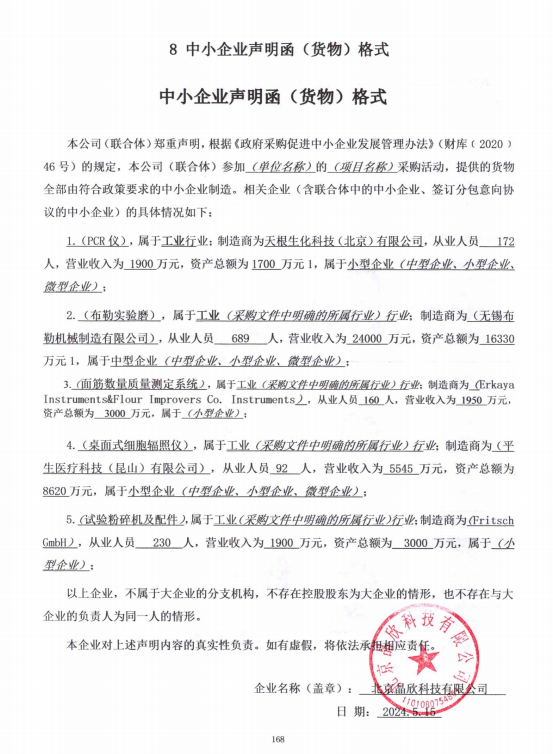 8 中小企业声明函（货物）格式
中小企业声明函（货物）格式
本公司（联合体）郑重声明，根据《政府采购促进中小企业发展管理办法》（财库﹝2020﹞
46 号）的规定，本公司（联合体）参加（单位名称）的（项目名称）采购活动，提供的货物
全部由符合政策要求的中小企业制造。相关企业（含联合体中的中小企业、签订分包意向协
议的中小企业）的具体情况如下：
1.（PCR 仪），属于工业行业；制造商为天根生化科技（北京）有限公司，从业人员 172
人，营业收入为 1900 万元，资产总额为 1700 万元 1，属于小型企业（中型企业、小型企业、
微型企业）；
2.（布勒实验磨），属于工业（采购文件中明确的所属行业）行业；制造商为（无锡布
勒机械制造有限公司），从业人员 689 人，营业收入为 24000 万元，资产总额为 16330
万元 1，属于中型企业（中型企业、小型企业、微型企业）；
3.（面筋数量质量测定系统），属于工业（采购文件中明确的所属行业）行业；制造商为（Erkaya
Instruments&Flour Improvers Co. Instruments），从业人员 160 人，营业收入为 1950 万元，
资产总额为 3000 万元，属于（小型企业）；
4.（桌面式细胞辐照仪），属于工业（采购文件中明确的所属行业）行业；制造商为（平
生医疗科技（昆山）有限公司），从业人员 92 人，营业收入为 5545 万元，资产总额为
8620 万元，属于小型企业（中型企业、小型企业、微型企业）；
5.（试验粉碎机及配件），属于工业（采购文件中明确的所属行业）行业；制造商为（Fritsch
GmbH），从业人员 230 人，营业收入为 1900 万元，资产总额为 3000 万元，属于（小
型企业）；
以上企业，不属于大企业的分支机构，不存在控股股东为大企业的情形，也不存在与大
企业的负责人为同一人的情形。
本企业对上述声明内容的真实性负责。如有虚假，将依法承担相应责任。
企业名称（盖章）：北京晶欣科技有限公司
日 期：2024.5.15
北京晶欣科技有限公司
168